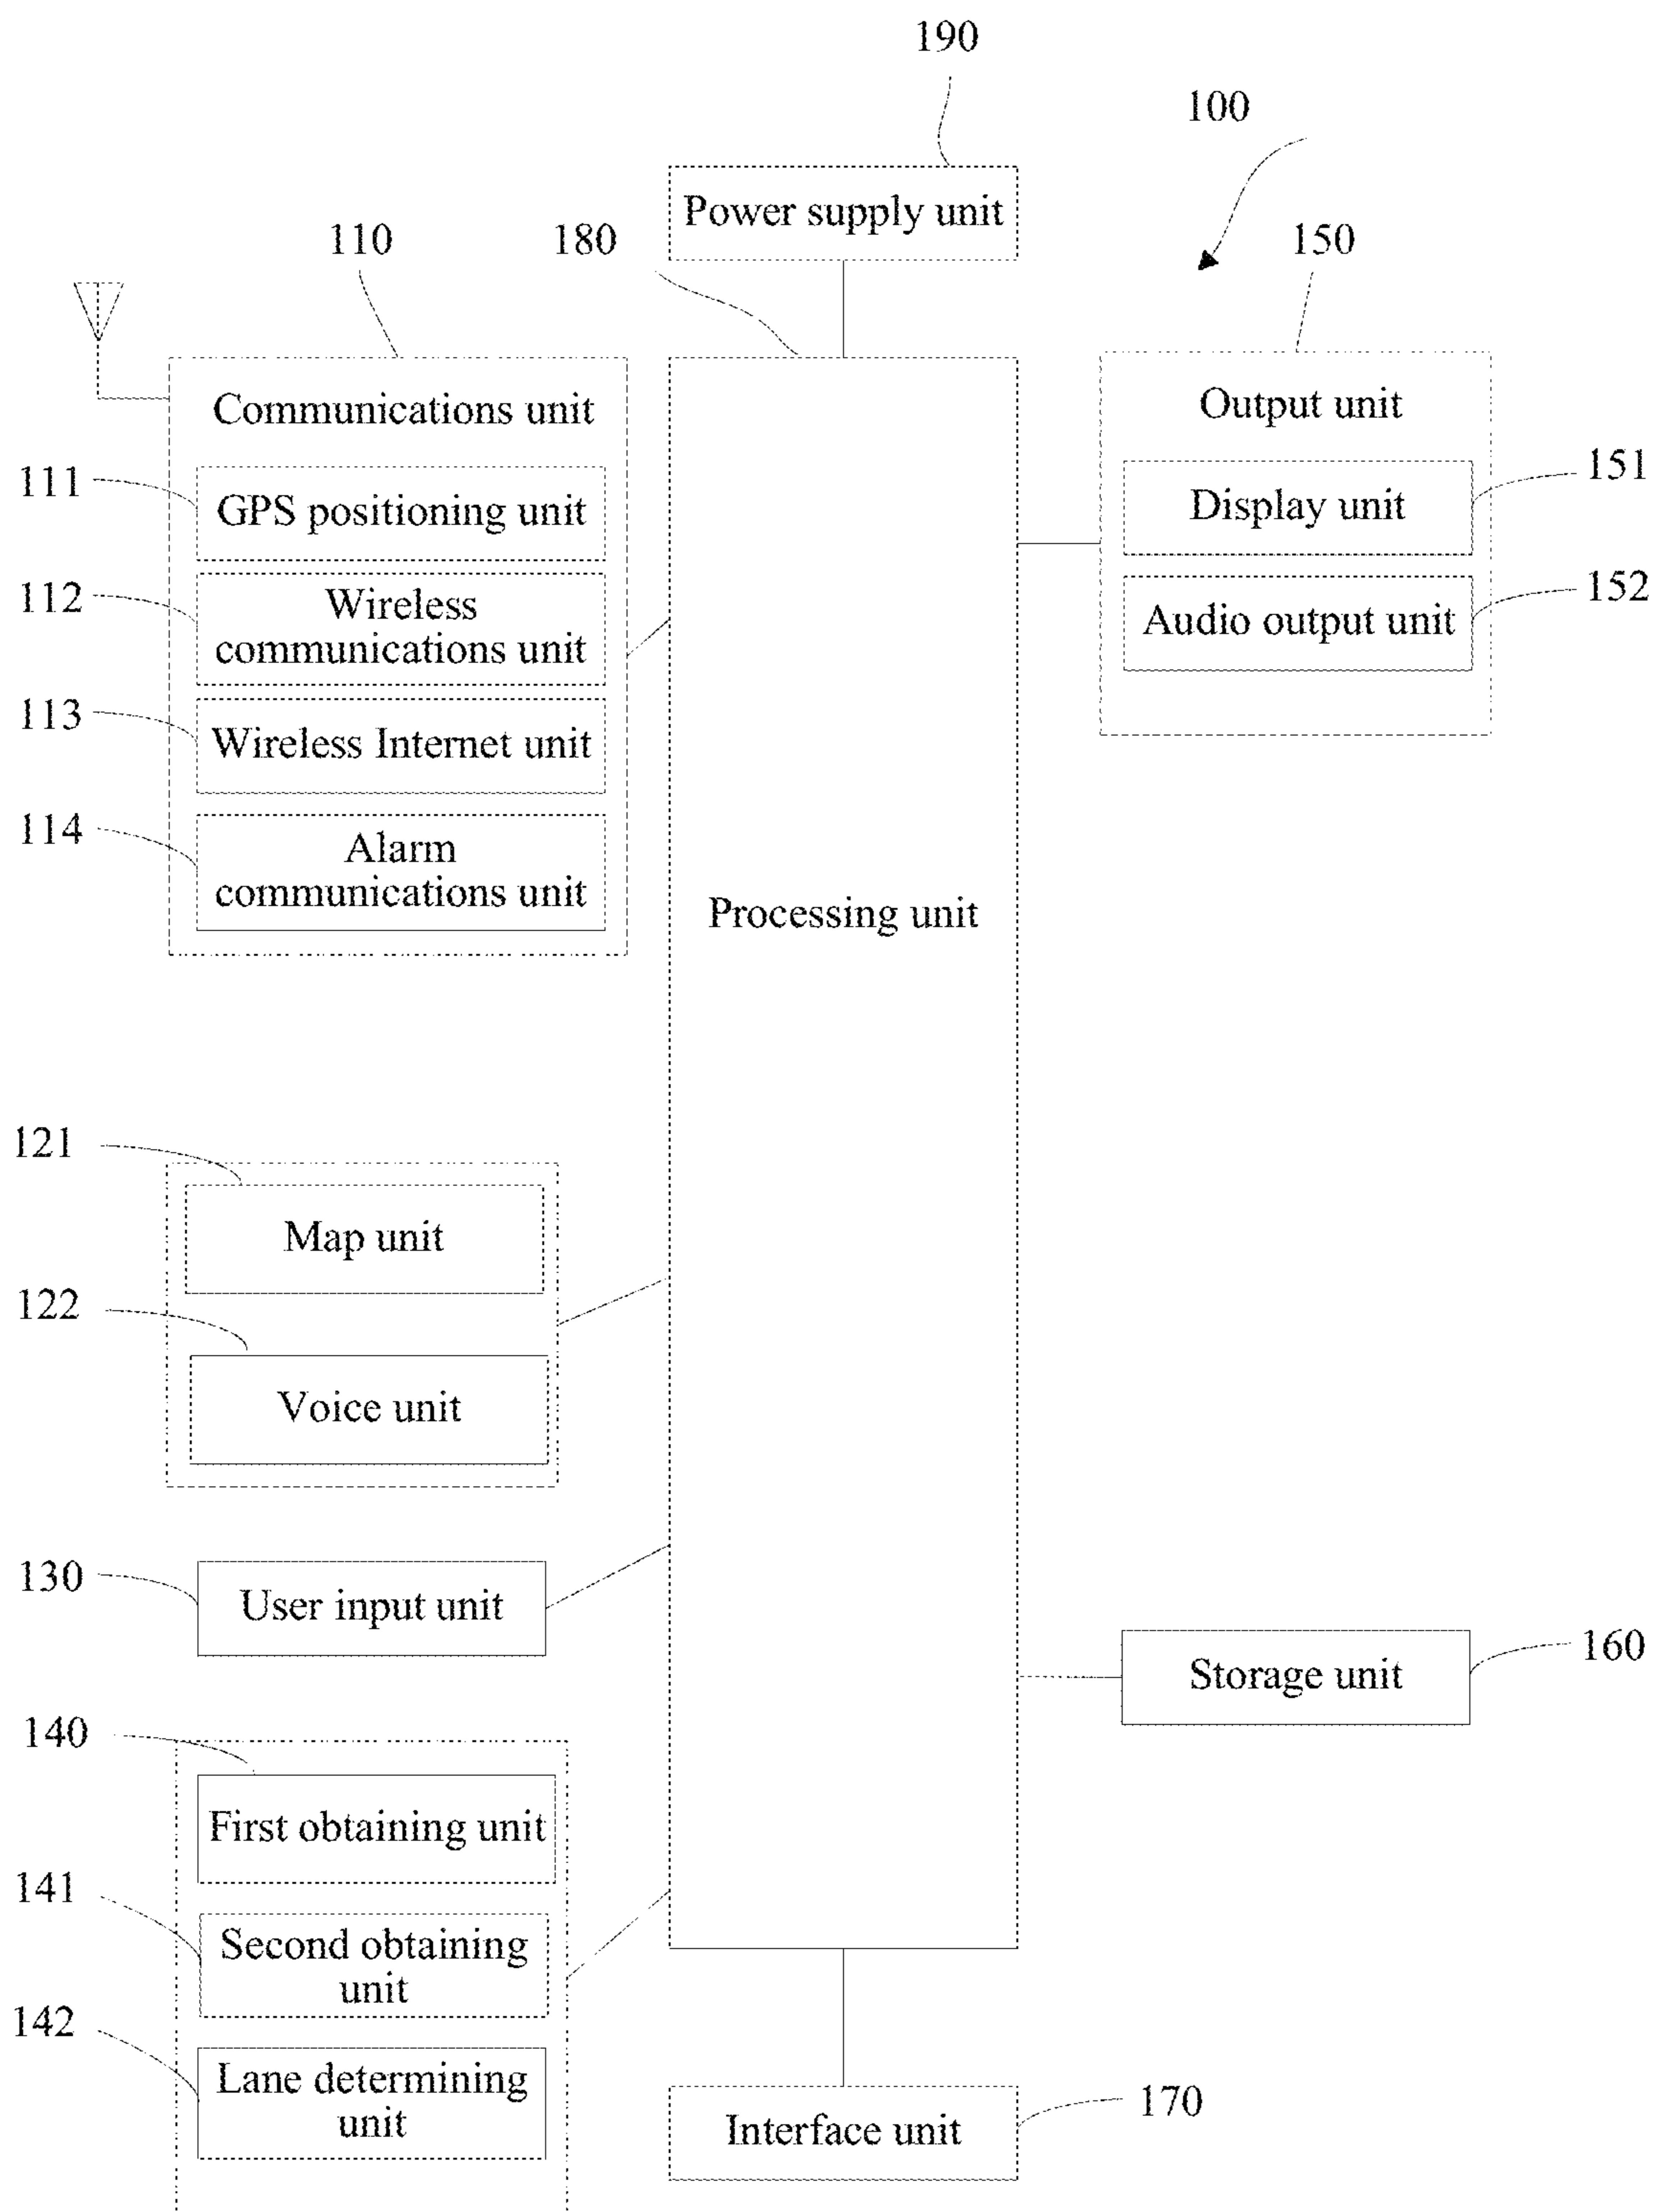 190
100
Power supply unit
110
180
150
Communications unit
Output unit
111
GPS positioning unit
151
Display unit
112
Wireless
communications unit
152
Audio output unit
113
Wireless Internet unit
114
Alarm
communications unit
Processing unit
121
Map unit
122
Voice unit
130
User input unit
160
Storage unit
140
First obtaining unit
141
Second obtaining
unit
142
Lane determining
unit
170
Interface unit